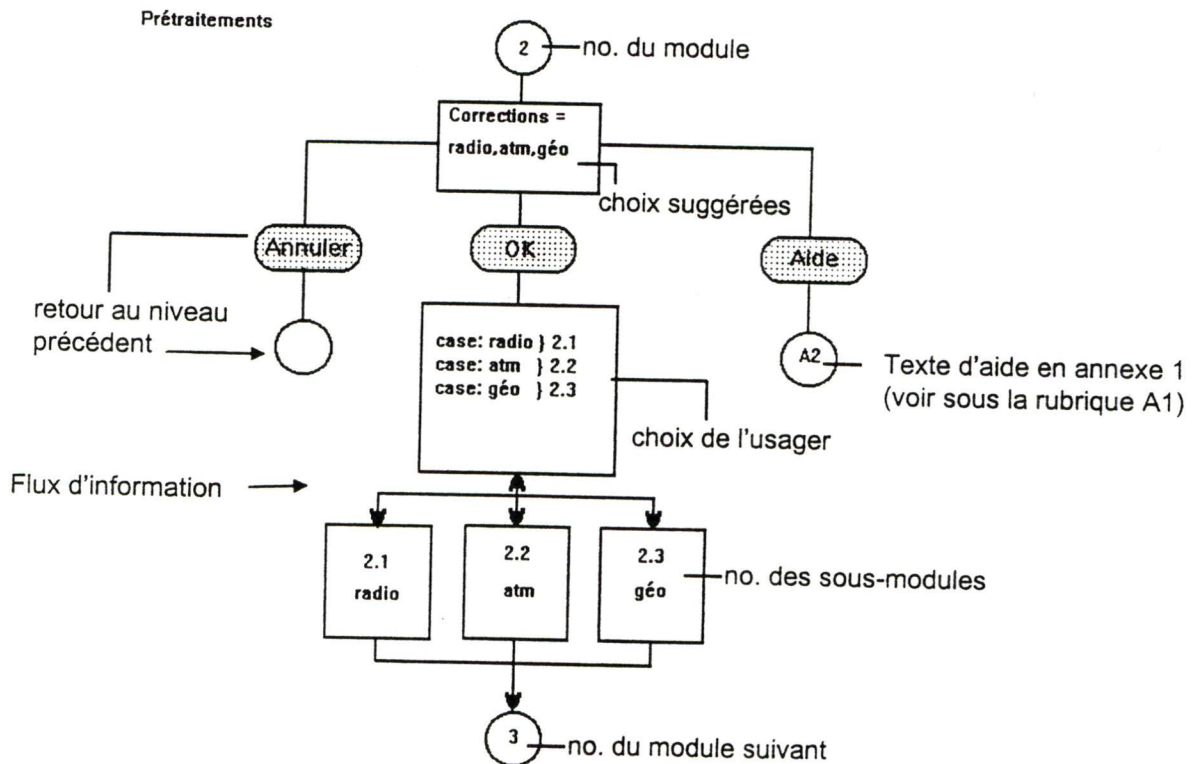 Prétraitements
2
no. du module
Corrections =
radio,atm,géo
choix suggérées
Annuler
OK
Aide
retour au niveau
précédent
case: radio } 2.1
case: atm } 2.2
case: géo } 2.3
A2
Texte d'aide en annexe 1
(voir sous la rubrique A1)
choix de l'usager
Flux d'information
2.1
radio
2.2
atm
2.3
géo
no. des sous-modules
3
no. du module suivant